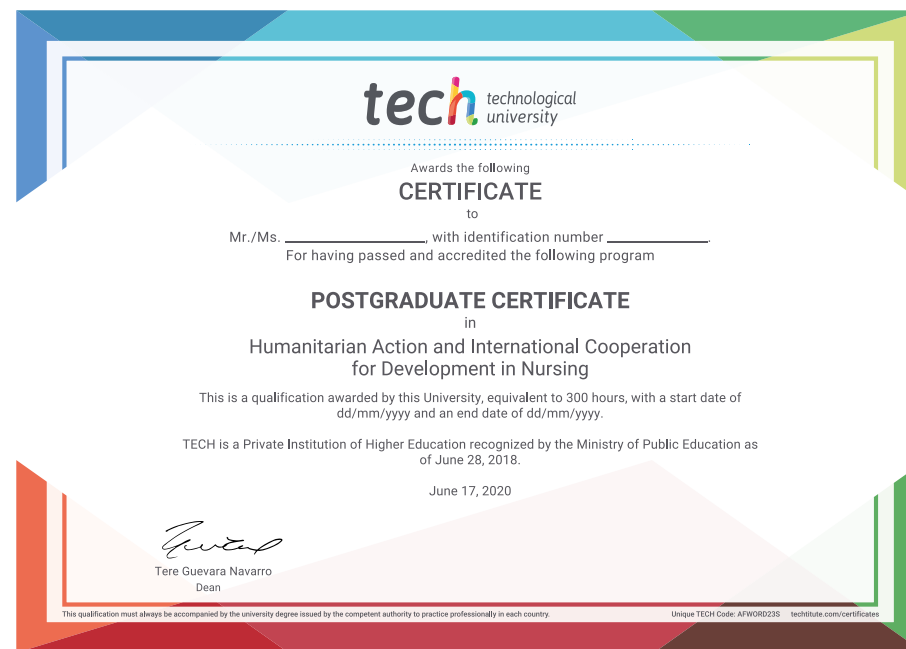 tech technological
university
Awards the following
CERTIFICATE
to
Mr./Ms. ____________________, with identification number ______________.
For having passed and accredited the following program
POSTGRADUATE CERTIFICATE
in
Humanitarian Action and International Cooperation
for Development in Nursing
This is a qualification awarded by this University, equivalent to 300 hours, with a start date of
dd/mm/yyyy and an end date of dd/mm/yyyy.
TECH is a Private Institution of Higher Education recognized by the Ministry of Public Education as
of June 28, 2018.
June 17, 2020
Tere Guevara Navarro
Dean
This qualification must always be accompanied by the university degree issued by the competent authority to practice professionally in each country. Unique TECH Code: AFWORD23S techtitute.com/certificates